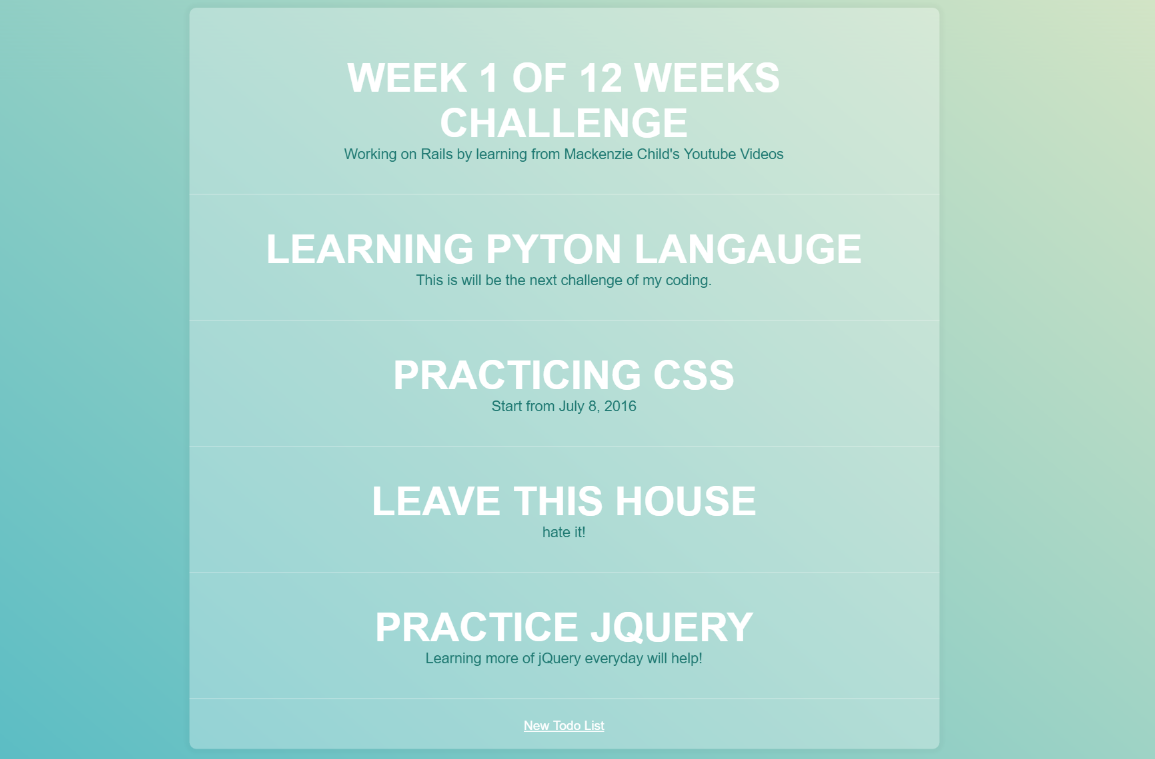 WEEK 1 OF 12 WEEKS
CHALLENGE
Working on Rails by learning from Mackenzie Child's Youtube Videos
LEARNING PYTON LANGAUGE
This is will be the next challenge of my coding.
PRACTICING CSS
Start from July 8, 2016
LEAVE THIS HOUSE
hate it!
PRACTICE JQUERY
Learning more of jQuery everyday will help!
New Todo List